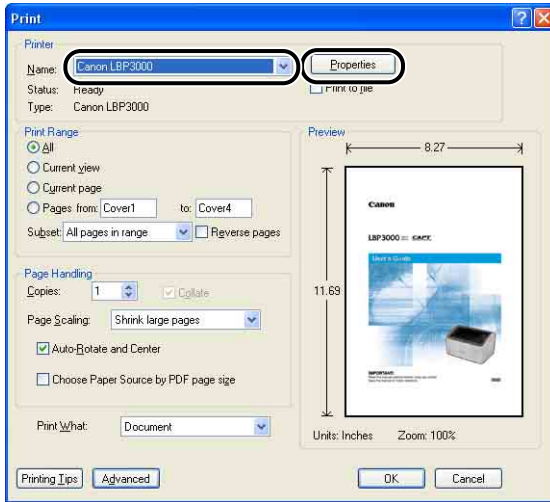 Print
Printer
Name: Canon LBP3000 Properties
Status: Ready Print to file
Type: Canon LBP3000
Print Range
All
Current view
Current page
Pages from: Cover1 to: Cover4
Subset: All pages in range Reverse pages
Page Handling
Copies: 1 Collate
Page Scaling: Shrink large pages
Auto-Rotate and Center
Choose Paper Source by PDF page size
Print What: Document
Preview
8.27
11.69
Canon
LBP3000 CAPT
User's Guide
IMPORTANT:
Units: Inches Zoom: 100%
Printing Tips Advanced OK Cancel